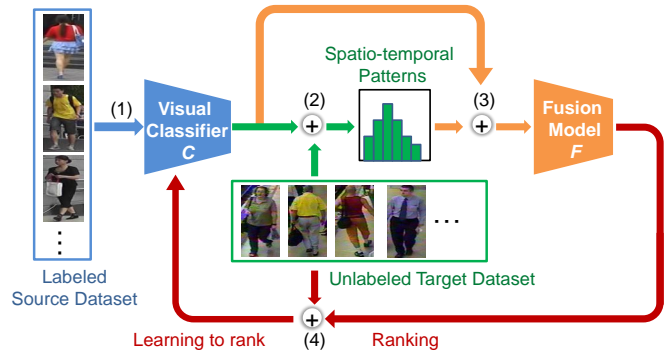 (1)
Visual
Classifier
C
(2)
Spatio-temporal
Patterns
(3)
Fusion
Model
F
Labeled
Source Dataset
...
Unlabeled Target Dataset
Learning to rank
(4)
Ranking